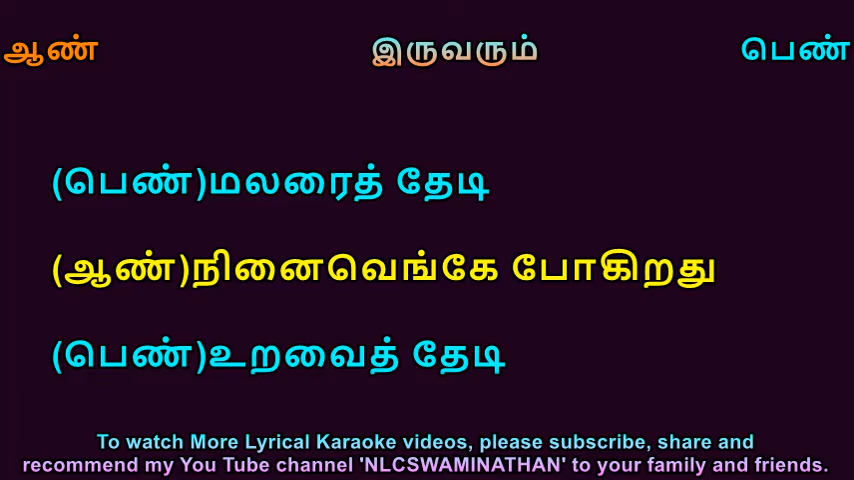 ஆண் இருவரும் பெண்
(பெண்)மலரைத் தேடி
(ஆண்)நினைவெங்கே போகிறது
(பெண்)உறவைத் தேடி
To watch More Lyrical Karaoke videos, please subscribe, share and
recommend my You Tube channel 'NLCSWAMINATHAN' to your family and friends.